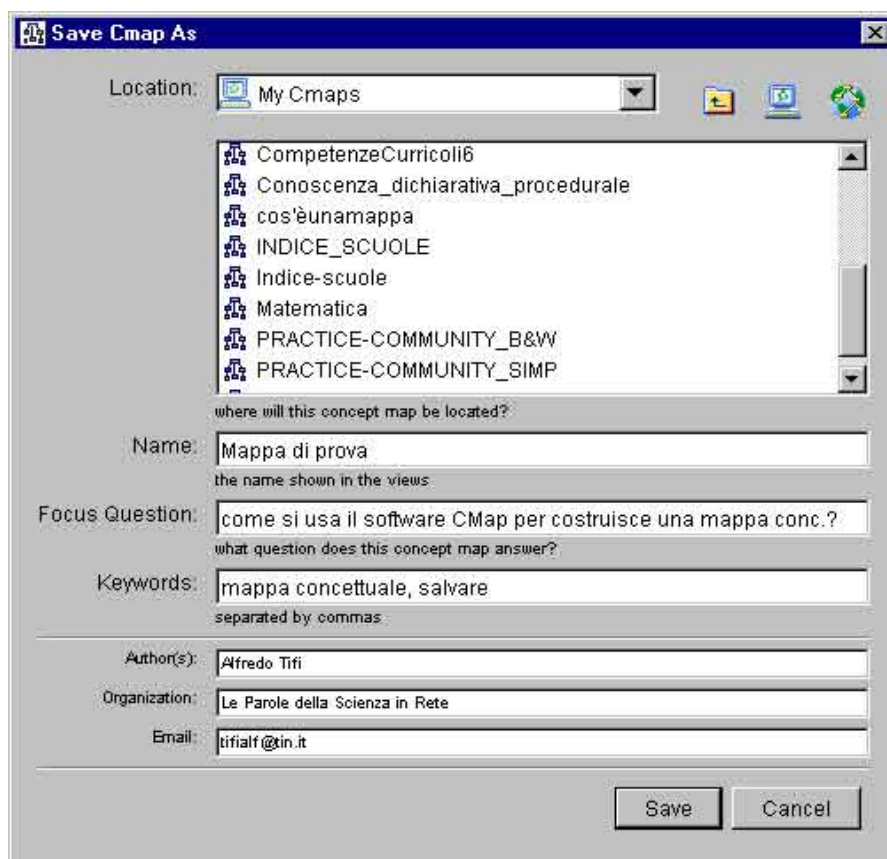 Save Cmap As
Location: My Cmaps
CompetenzeCurricoli6
Conoscenza_dichiarativa_procedurale
cos'èunamappa
INDICE_SCUOLE
Indice-scuole
Matematica
PRACTICE-COMMUNITY_B&W
PRACTICE-COMMUNITY_SIMP
where will this concept map be located?
Name: Mappa di prova
the name shown in the views
Focus Question: come si usa il software CMap per costruisce una mappa conc.?
what question does this concept map answer?
Keywords: mappa concettuale, salvare
separated by commas
Author(s): Alfredo Tifi
Organization: Le Parole della Scienza in Rete
Email: tifialf@tin.it
Save Cancel